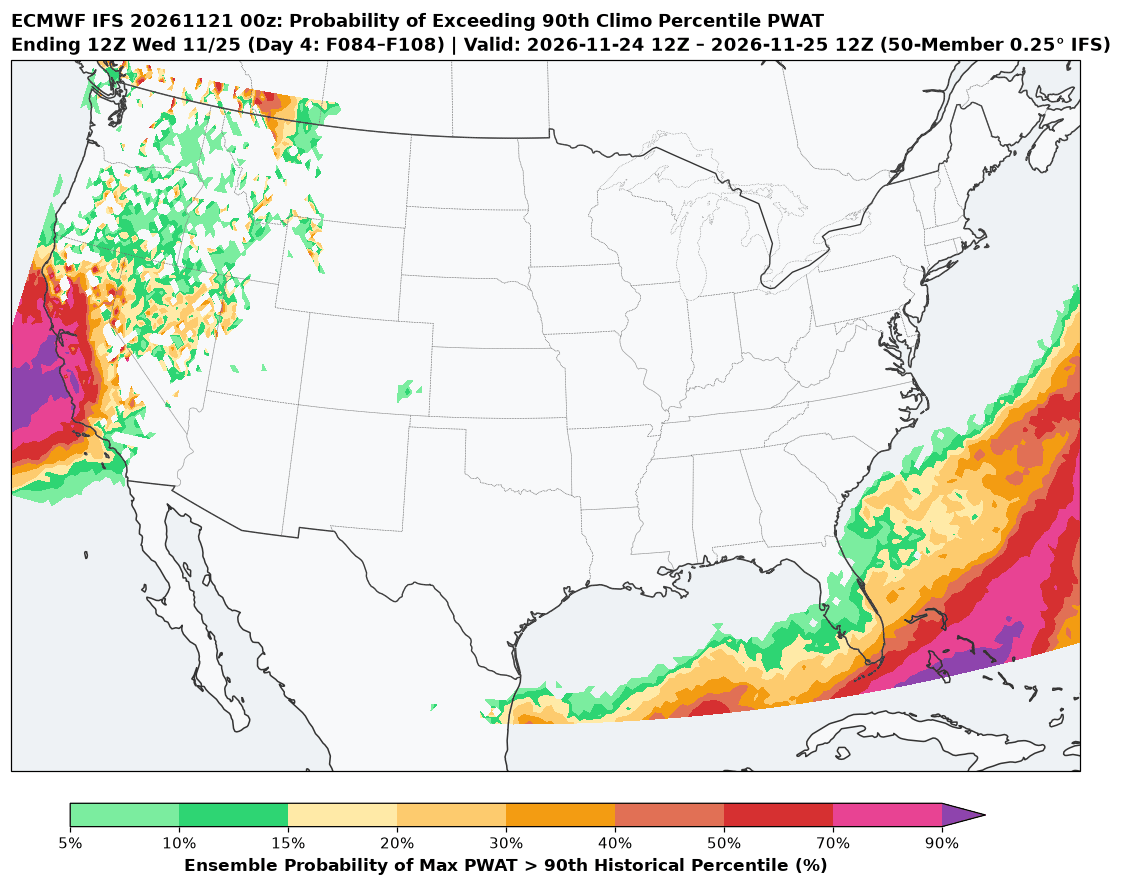 ECMWF IFS 20261121 00z: Probability of Exceeding 90th Climo Percentile PWAT
Ending 12Z Wed 11/25 (Day 4: F084–F108) | Valid: 2026-11-24 12Z – 2026-11-25 12Z (50-Member 0.25° IFS)
5% 10% 15% 20% 30% 40% 50% 70% 90%
Ensemble Probability of Max PWAT > 90th Historical Percentile (%)